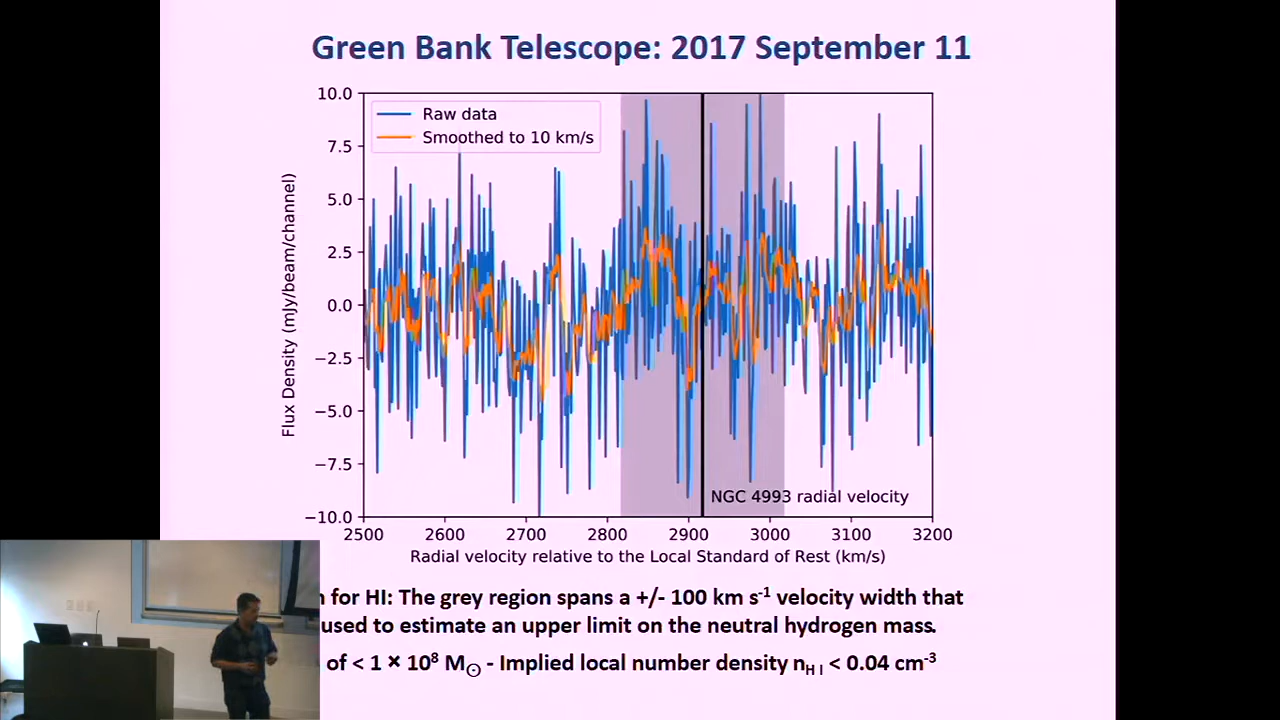 Green Bank Telescope: 2017 September 11
10.0
7.5
5.0
2.5
0.0
−2.5
−5.0
−7.5
−10.0
Flux Density (mJy/beam/channel)
Raw data
Smoothed to 10 km/s
NGC 4993 radial velocity
2500 2600 2700 2800 2900 3000 3100 3200
Radial velocity relative to the Local Standard of Rest (km/s)
for HI: The grey region spans a +/- 100 km s⁻¹ velocity width that
used to estimate an upper limit on the neutral hydrogen mass.
of < 1 × 10⁸ M☉ - Implied local number density nH I < 0.04 cm⁻³